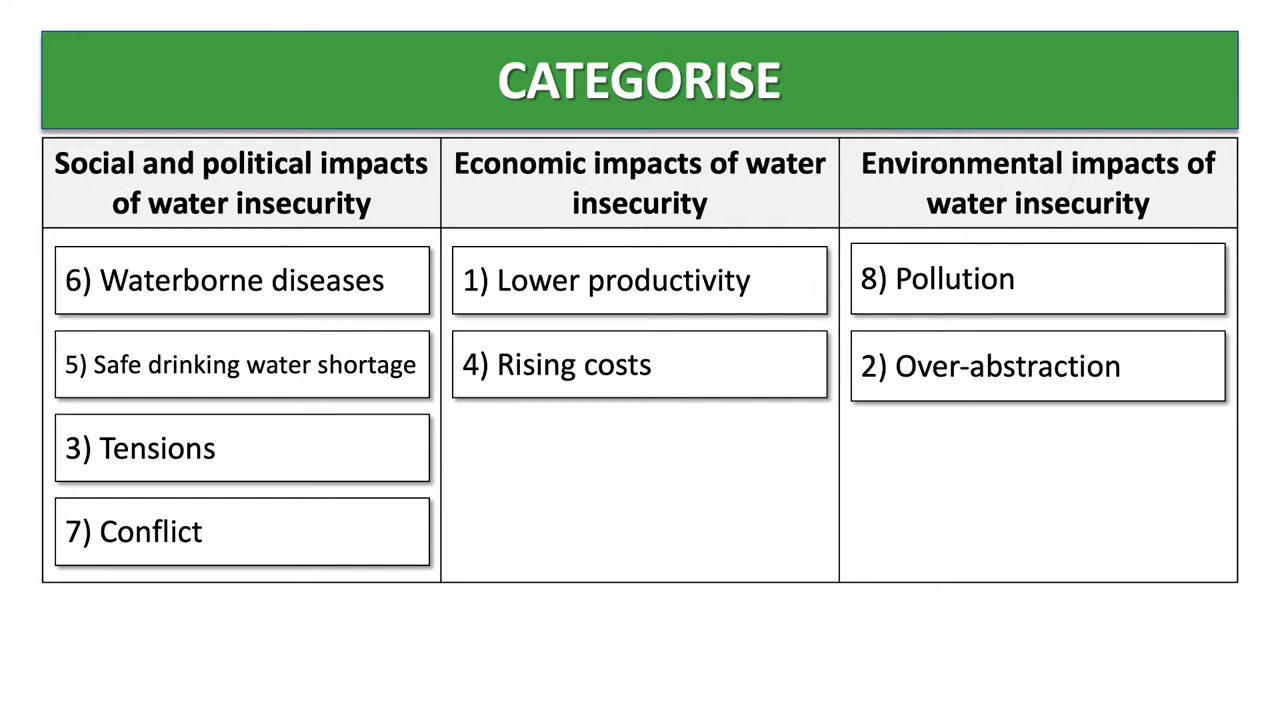 CATEGORISE
Social and political impacts
of water insecurity
6) Waterborne diseases
5) Safe drinking water shortage
3) Tensions
7) Conflict
Economic impacts of water
insecurity
1) Lower productivity
4) Rising costs
Environmental impacts of
water insecurity
8) Pollution
2) Over-abstraction